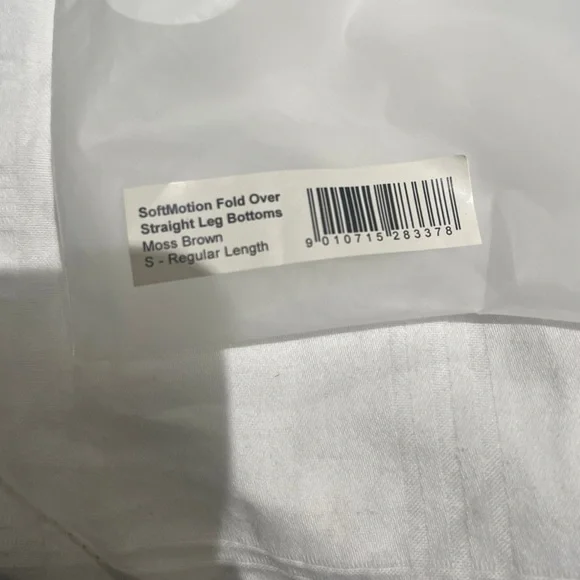 SoftMotion Fold Over
Straight Leg Bottoms
Moss Brown
S - Regular Length
9 010715 283378